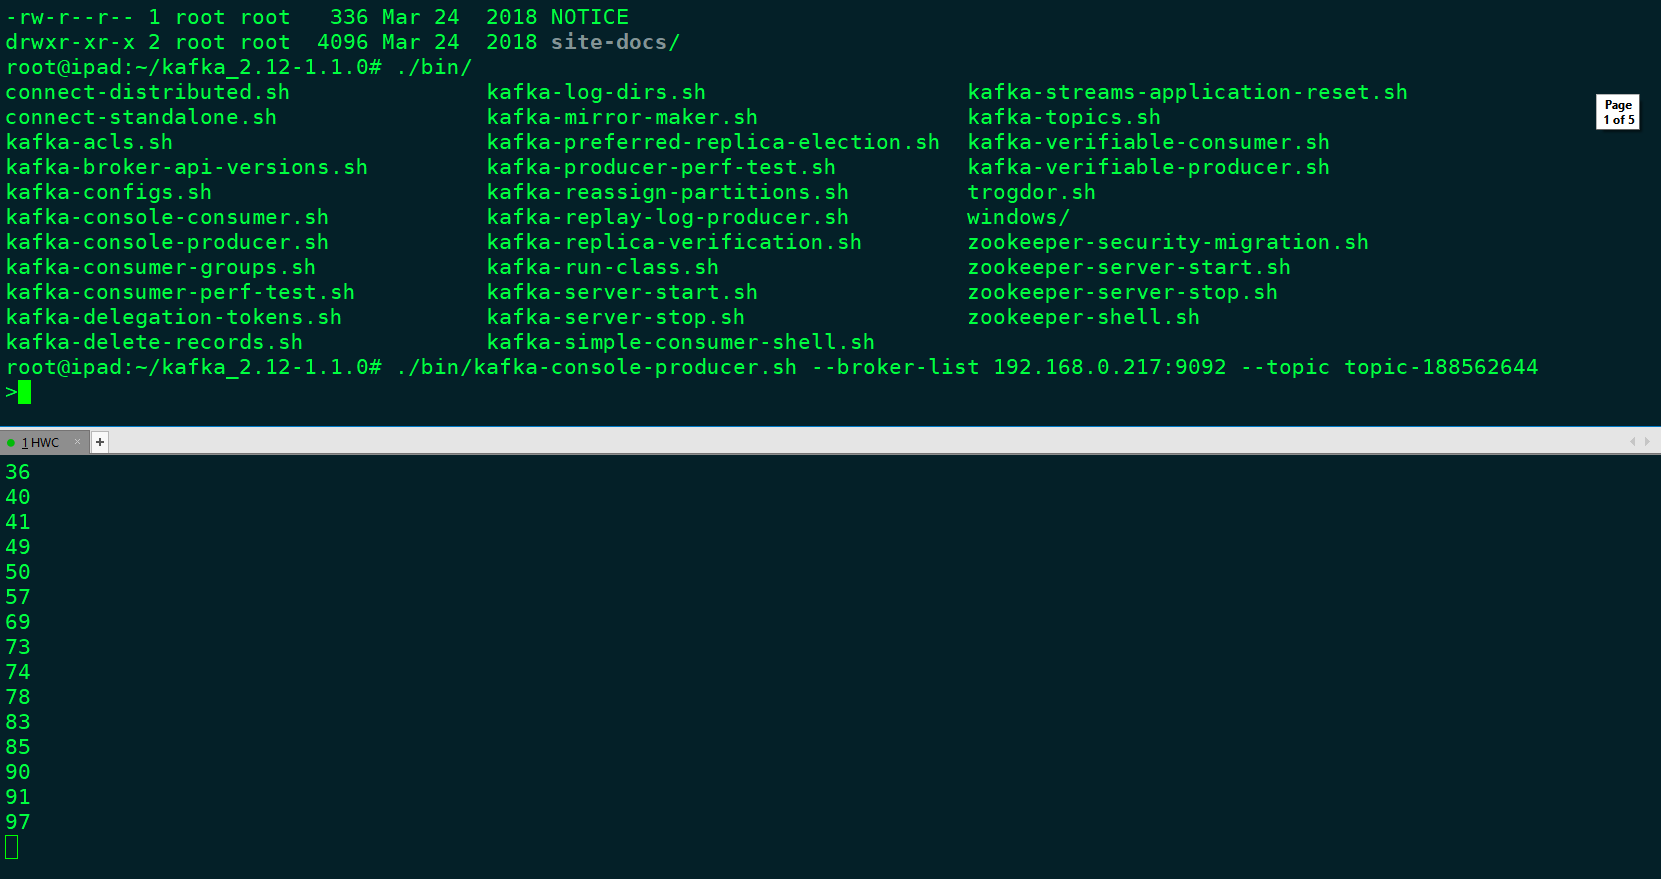 -rw-r--r-- 1 root root   336 Mar 24  2018 NOTICE
drwxr-xr-x 2 root root  4096 Mar 24  2018 site-docs/
root@ipad:~/kafka_2.12-1.1.0# ./bin/
connect-distributed.sh               kafka-log-dirs.sh                    kafka-streams-application-reset.sh
connect-standalone.sh                kafka-mirror-maker.sh                kafka-topics.sh
kafka-acls.sh                        kafka-preferred-replica-election.sh  kafka-verifiable-consumer.sh
kafka-broker-api-versions.sh         kafka-producer-perf-test.sh          kafka-verifiable-producer.sh
kafka-configs.sh                     kafka-reassign-partitions.sh         trogdor.sh
kafka-console-consumer.sh            kafka-replay-log-producer.sh         windows/
kafka-console-producer.sh            kafka-replica-verification.sh        zookeeper-security-migration.sh
kafka-consumer-groups.sh             kafka-run-class.sh                   zookeeper-server-start.sh
kafka-consumer-perf-test.sh          kafka-server-start.sh                zookeeper-server-stop.sh
kafka-delegation-tokens.sh           kafka-server-stop.sh                 zookeeper-shell.sh
kafka-delete-records.sh              kafka-simple-consumer-shell.sh
root@ipad:~/kafka_2.12-1.1.0# ./bin/kafka-console-producer.sh --broker-list 192.168.0.217:9092 --topic topic-188562644
>
Page
1 of 5
1 HWC × +
36
40
41
49
50
57
69
73
74
78
83
85
90
91
97